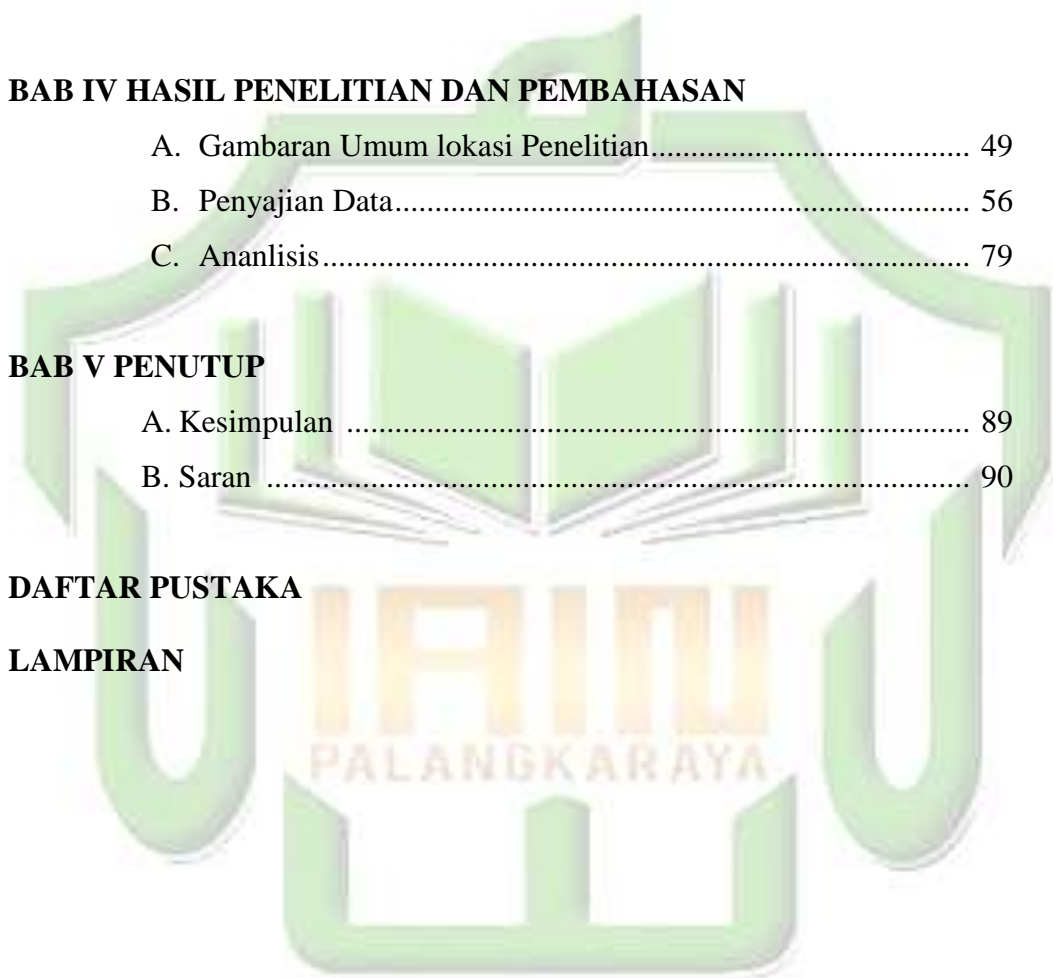 BAB IV HASIL PENELITIAN DAN PEMBAHASAN
A. Gambaran Umum lokasi Penelitian.................................... 49
B. Penyajian Data................................................................... 56
C. Ananlisis............................................................................ 79
BAB V PENUTUP
A. Kesimpulan ......................................................................... 89
B. Saran .................................................................................. 90
DAFTAR PUSTAKA
LAMPIRAN
IAIN
PALANGKARAYA